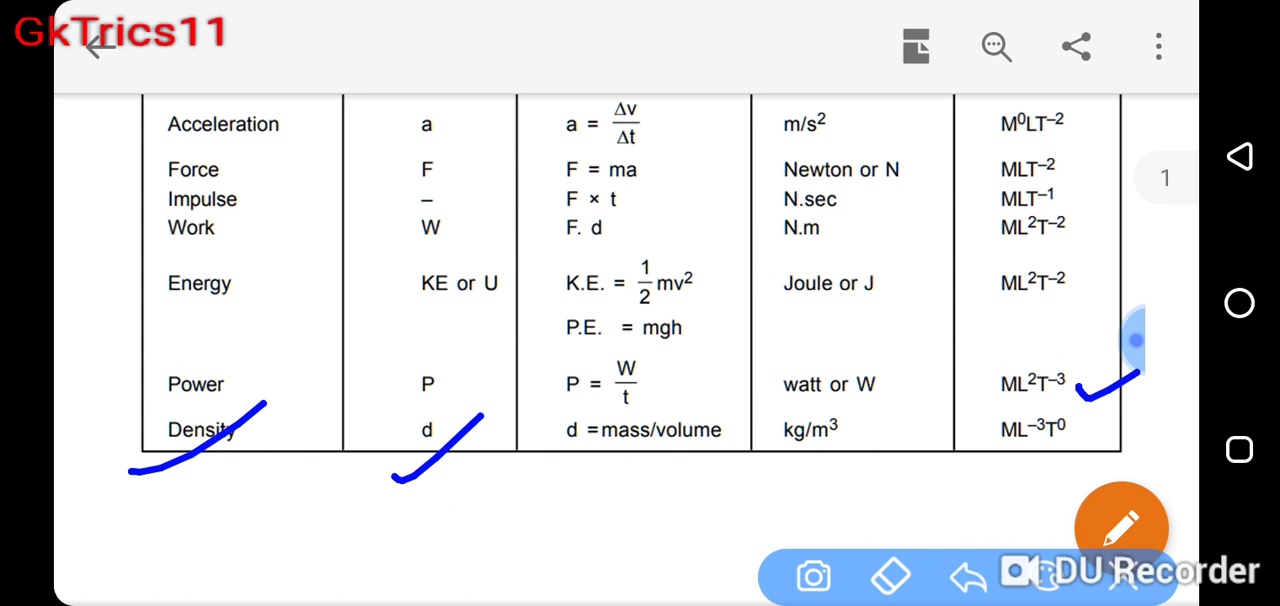 GkTrics11
Acceleration a a = Δv/Δt m/s² M⁰LT⁻²
Force F F = ma Newton or N MLT⁻²
Impulse – F × t N.sec MLT⁻¹
Work W F. d N.m ML²T⁻²
Energy KE or U K.E. = 1/2 mv² Joule or J ML²T⁻²
P.E. = mgh
Power P P = W/t watt or W ML²T⁻³
Density d d =mass/volume kg/m³ ML⁻³T⁰
1
DU Recorder